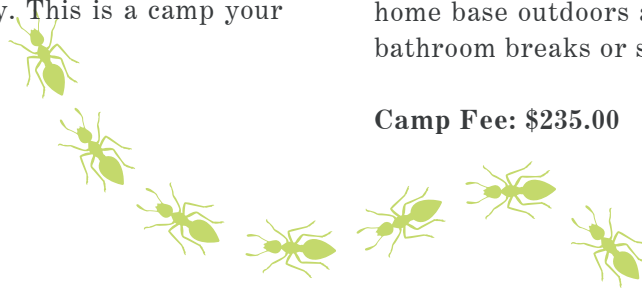 This is a camp your
home base outdoors
bathroom breaks or
Camp Fee: $235.00